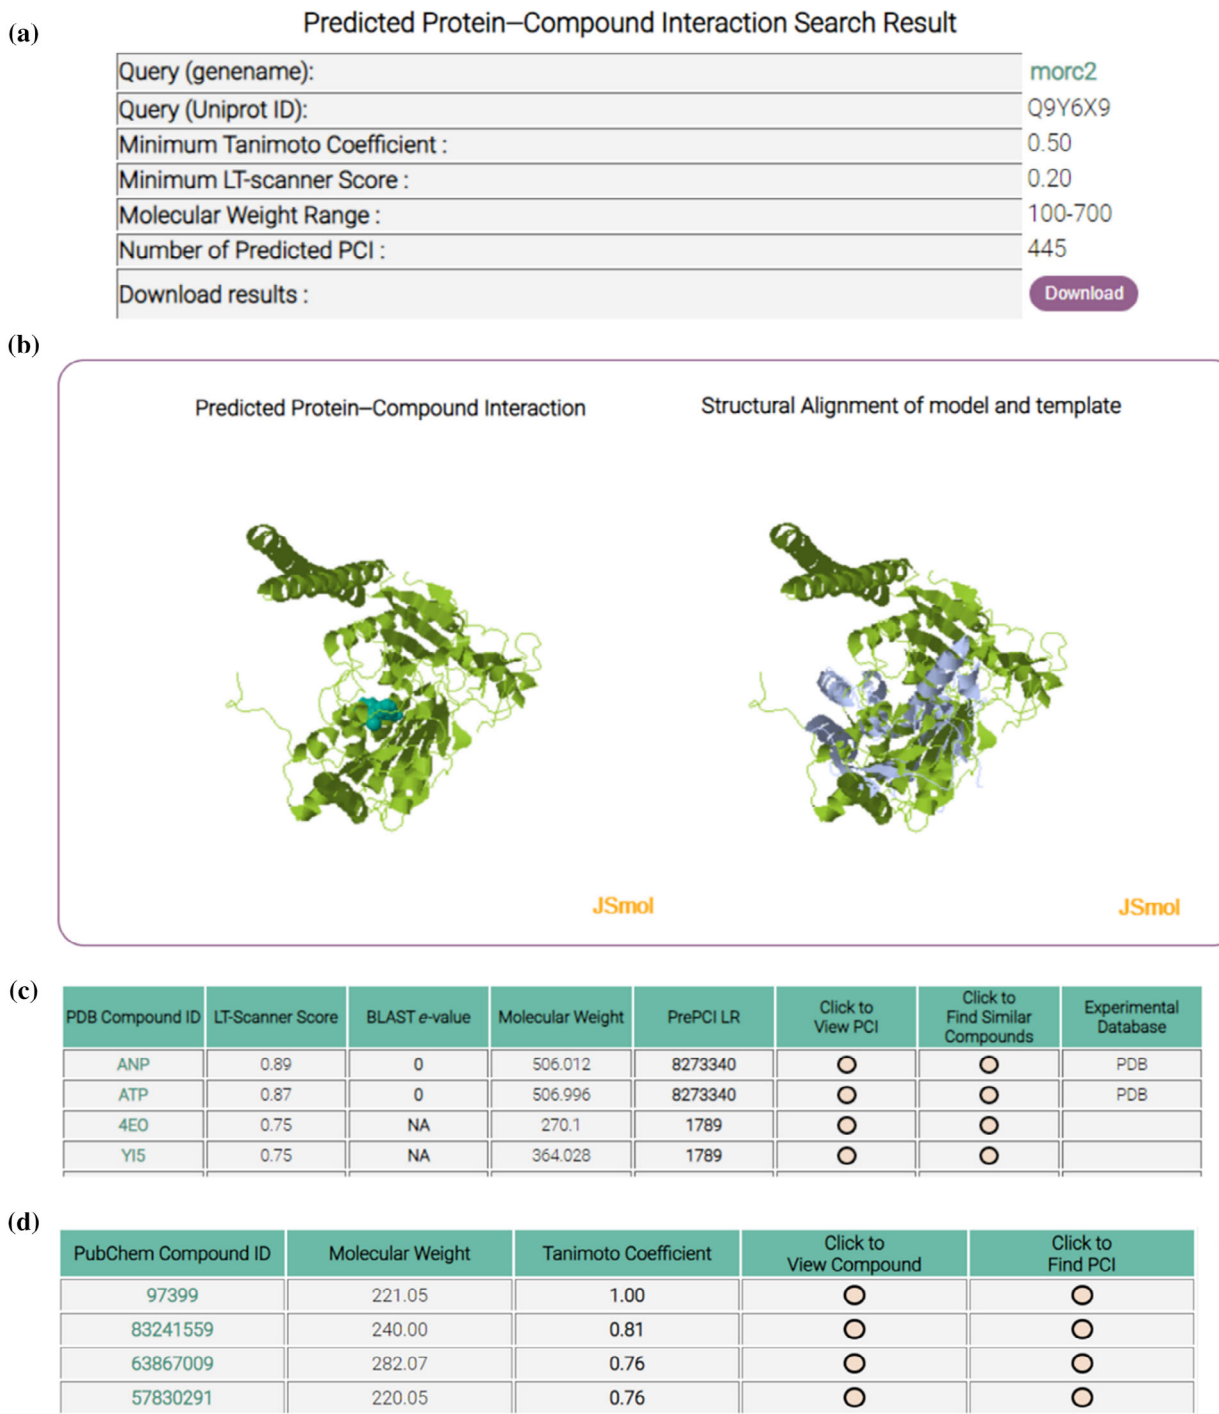 (a)
Predicted Protein–Compound Interaction Search Result
Query (genename): morc2
Query (Uniprot ID): Q9Y6X9
Minimum Tanimoto Coefficient : 0.50
Minimum LT-scanner Score : 0.20
Molecular Weight Range : 100-700
Number of Predicted PCI : 445
Download results : Download
(b)
Predicted Protein–Compound Interaction
Structural Alignment of model and template
JSmol
JSmol
(c)
PDB Compound ID LT-Scanner Score BLAST e-value Molecular Weight PrePCI LR Click to View PCI Click to Find Similar Compounds Experimental Database
ANP 0.89 0 506.012 8273340 PDB
ATP 0.87 0 506.996 8273340 PDB
4EO 0.75 NA 270.1 1789
YI5 0.75 NA 364.028 1789
(d)
PubChem Compound ID Molecular Weight Tanimoto Coefficient Click to View Compound Click to Find PCI
97399 221.05 1.00
83241559 240.00 0.81
63867009 282.07 0.76
57830291 220.05 0.76